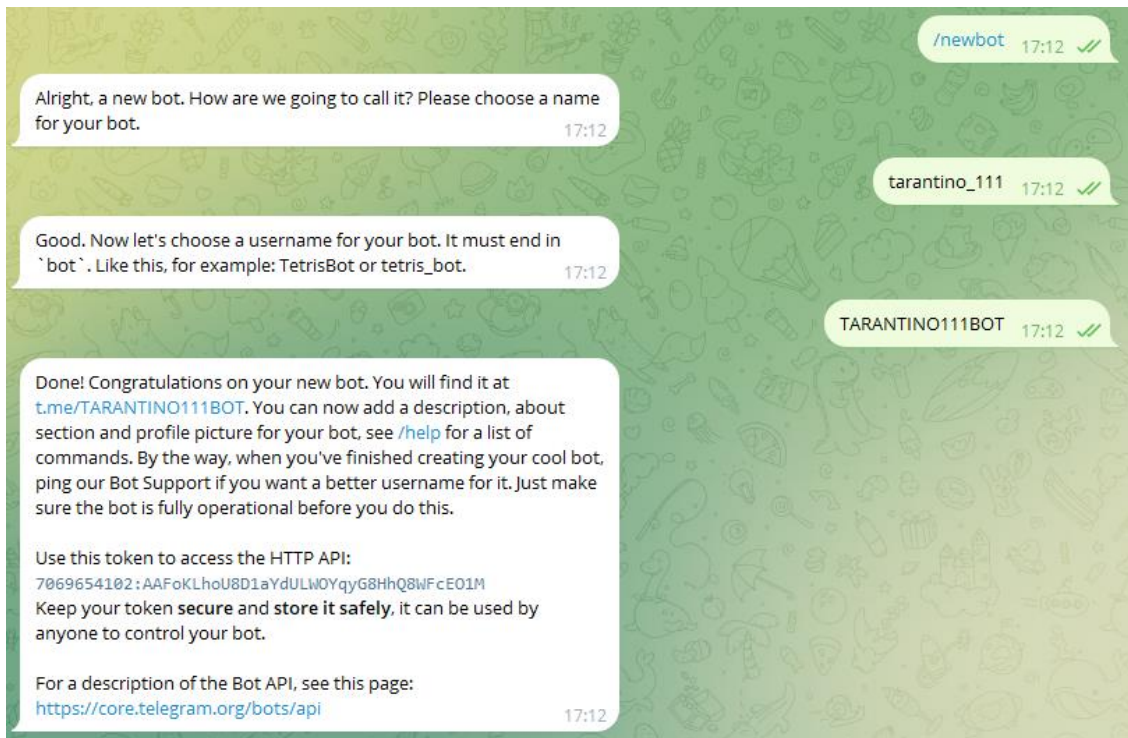 /newbot 17:12
Alright, a new bot. How are we going to call it? Please choose a name
for your bot.
17:12
tarantino_111 17:12
Good. Now let's choose a username for your bot. It must end in
`bot`. Like this, for example: TetrisBot or tetris_bot.
17:12
TARANTINO111BOT 17:12
Done! Congratulations on your new bot. You will find it at
t.me/TARANTINO111BOT. You can now add a description, about
section and profile picture for your bot, see /help for a list of
commands. By the way, when you've finished creating your cool bot,
ping our Bot Support if you want a better username for it. Just make
sure the bot is fully operational before you do this.
Use this token to access the HTTP API:
7069654102:AAFoKLhoU8D1aYdULWOYqyG8HhQ8WFcEO1M
Keep your token secure and store it safely, it can be used by
anyone to control your bot.
For a description of the Bot API, see this page:
https://core.telegram.org/bots/api
17:12